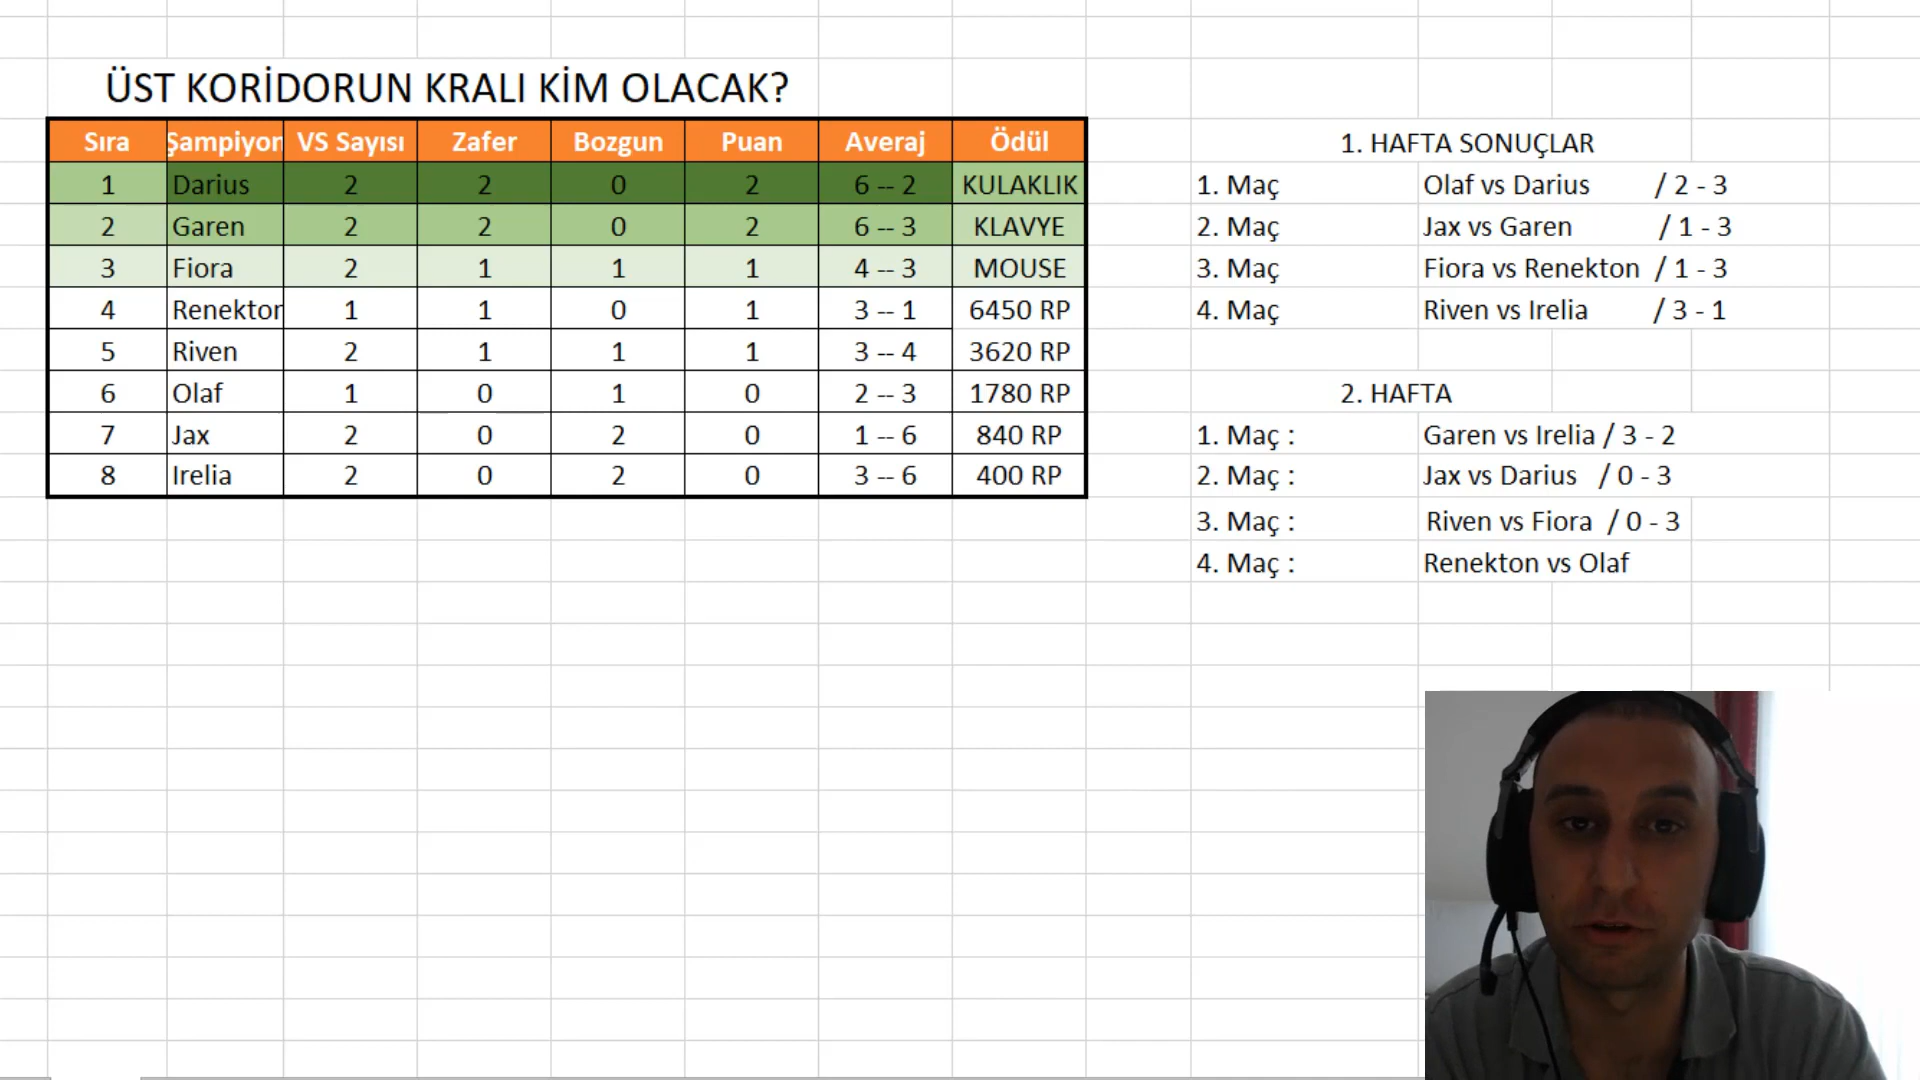 ÜST KORİDORUN KRALI KİM OLACAK?
Sıra Şampiyon VS Sayısı Zafer Bozgun Puan Averaj Ödül
1 Darius 2 2 0 2 6 -- 2 KULAKLIK
2 Garen 2 2 0 2 6 -- 3 KLAVYE
3 Fiora 2 1 1 1 4 -- 3 MOUSE
4 Renekton 1 1 0 1 3 -- 1 6450 RP
5 Riven 2 1 1 1 3 -- 4 3620 RP
6 Olaf 1 0 1 0 2 -- 3 1780 RP
7 Jax 2 0 2 0 1 -- 6 840 RP
8 Irelia 2 0 2 0 3 -- 6 400 RP
1. HAFTA SONUÇLAR
1. Maç Olaf vs Darius / 2 - 3
2. Maç Jax vs Garen / 1 - 3
3. Maç Fiora vs Renekton / 1 - 3
4. Maç Riven vs Irelia / 3 - 1
2. HAFTA
1. Maç : Garen vs Irelia / 3 - 2
2. Maç : Jax vs Darius / 0 - 3
3. Maç : Riven vs Fiora / 0 - 3
4. Maç : Renekton vs Olaf